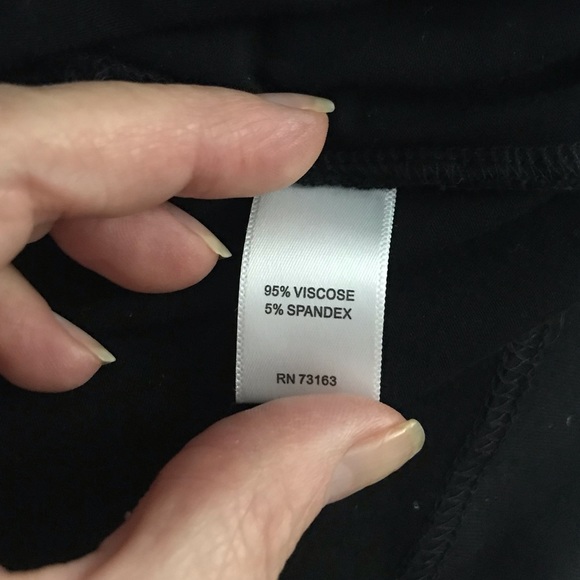 95% VISCOSE
5% SPANDEX
RN 73163